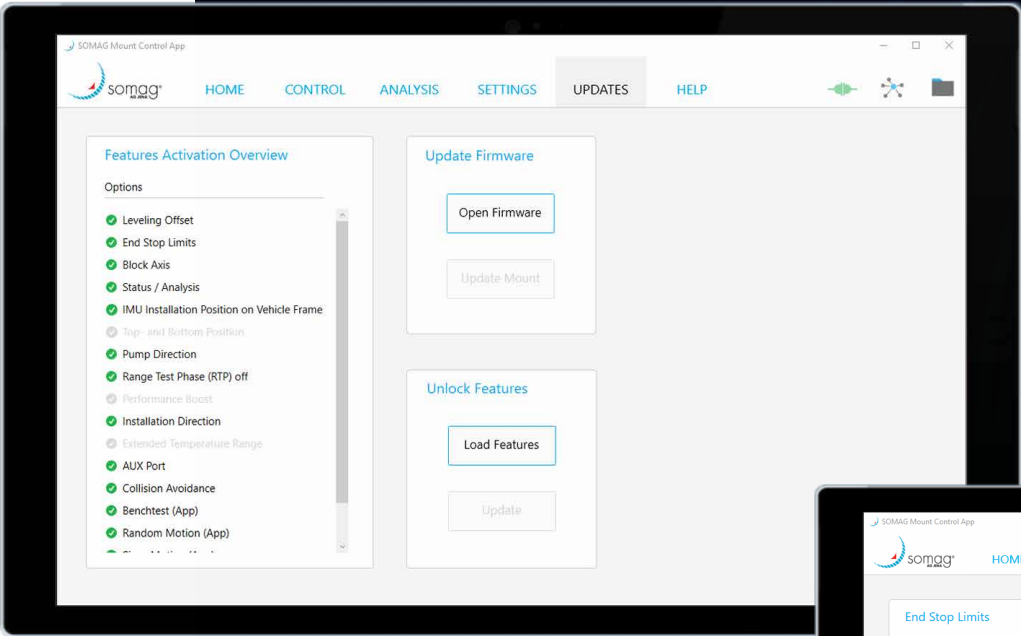 SOMAG Mount Control App
somag®
AG JENA
HOME
CONTROL
ANALYSIS
SETTINGS
UPDATES
HELP
Features Activation Overview
Options
Leveling Offset
End Stop Limits
Block Axis
Status / Analysis
IMU Installation Position on Vehicle Frame
Top- and Bottom Position
Pump Direction
Range Test Phase (RTP) off
Performance Boost
Installation Direction
Extended Temperature Range
AUX Port
Collision Avoidance
Benchtest (App)
Random Motion (App)
Update Firmware
Open Firmware
Update Mount
Unlock Features
Load Features
Update
SOMAG Mount Control App
somag®
AG JENA
End Stop Limits